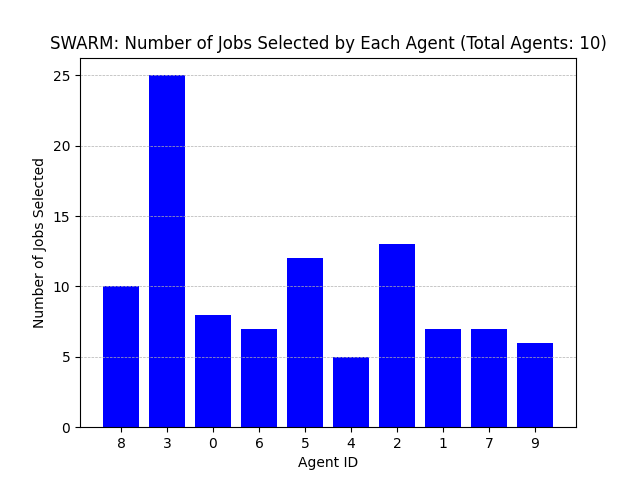 SWARM: Number of Jobs Selected by Each Agent (Total Agents: 10)
Number of Jobs Selected
25
20
15
10
5
0
8 3 0 6 5 4 2 1 7 9
Agent ID